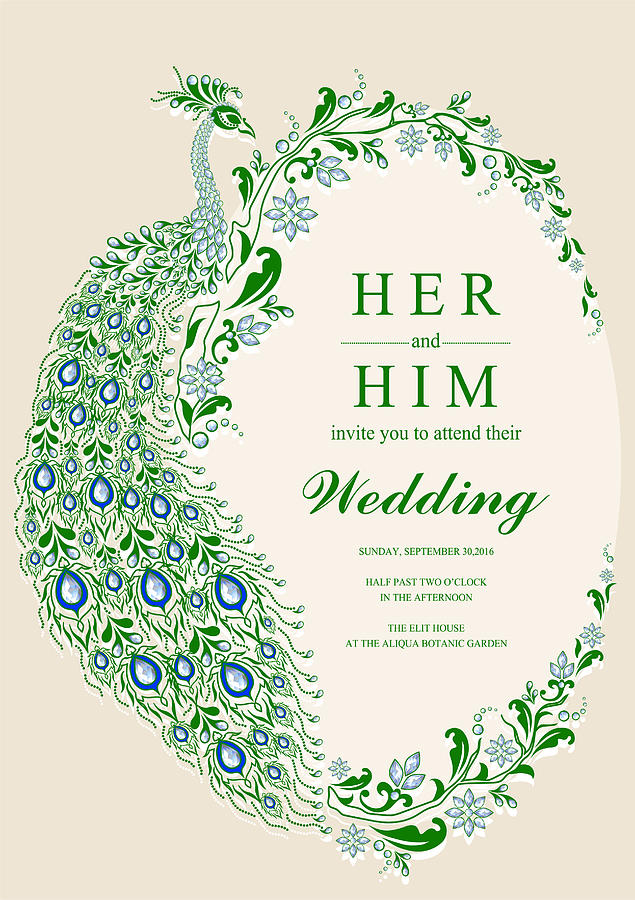 HER
and
HIM
invite you to attend their
Wedding
SUNDAY, SEPTEMBER 30,2016
HALF PAST TWO O'CLOCK
IN THE AFTERNOON
THE ELIT HOUSE
AT THE ALIQUA BOTANIC GARDEN